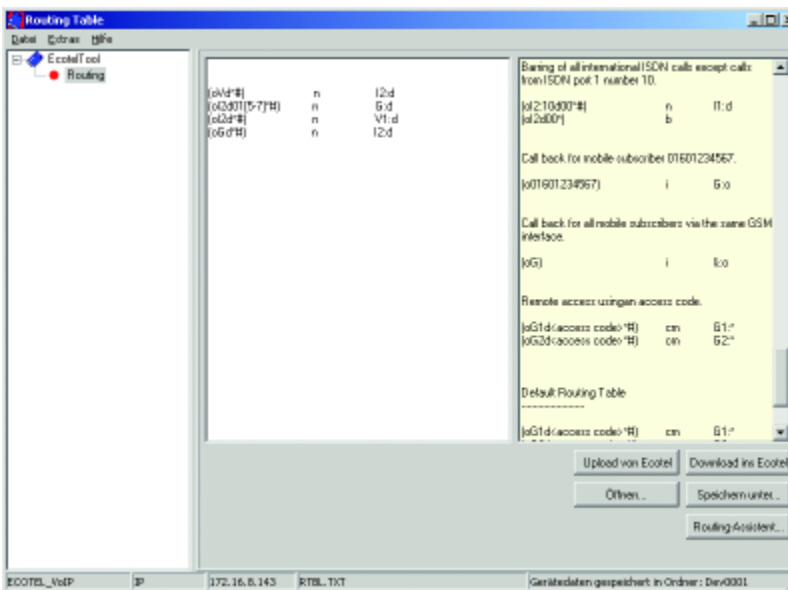 Routing Table
Datei Extras Hilfe
EcotelTool
Routing
(oVd*#) n I2:d
(oI2d01[5-7]*#) n G:d
(oI2d*#) n V1:d
(oGd*#) n I2:d
Barring of all international ISDN calls except calls
from ISDN port 1 number 10.
(oI2:10d00*#) n I1:d
(oI2d00*) b
Call back for mobile subscriber 01601234567.
(o01601234567) i G:o
Call back for all mobile subscribers via the same GSM
interface.
(oG) i Ii:o
Remote access usingan access code.
(oG1d<access code>*#) cm G1:*
(oG2d<access code>*#) cm G2:*
Default Routing Table
------------
(oG1d<access code>*#) cm G1:*
Upload von Ecotel
Download ins Ecotel
Öffnen...
Speichern unter...
Routing-Assistent...
ECOTEL_VoIP IP 172.16.8.143 RTBL.TXT Gerätedaten gespeichert in Ordner: Dev0001